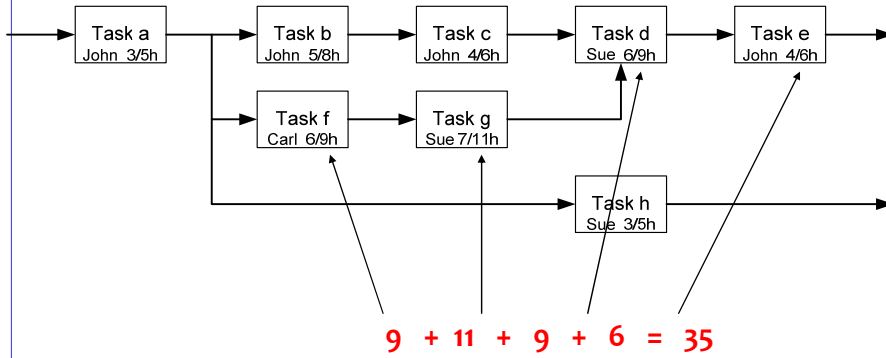 Task a
John 3/5h
Task b
John 5/8h
Task c
John 4/6h
Task d
Sue 6/9h
Task e
John 4/6h
Task f
Carl 6/9h
Task g
Sue 7/11h
Task h
Sue 3/5h
9 + 11 + 9 + 6 = 35